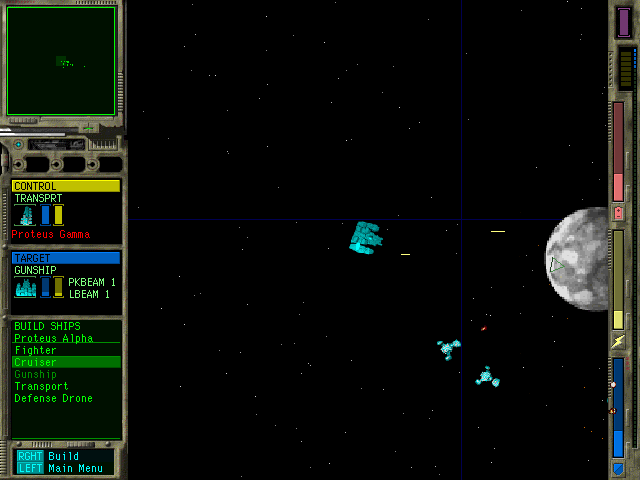 CONTROL
TRANSPRT
Proteus Gamma
TARGET
GUNSHIP
PKBEAM 1
LBEAM 1
BUILD SHIPS
Proteus Alpha
Fighter
Cruiser
Gunship
Transport
Defense Drone
RGHT Build
LEFT Main Menu